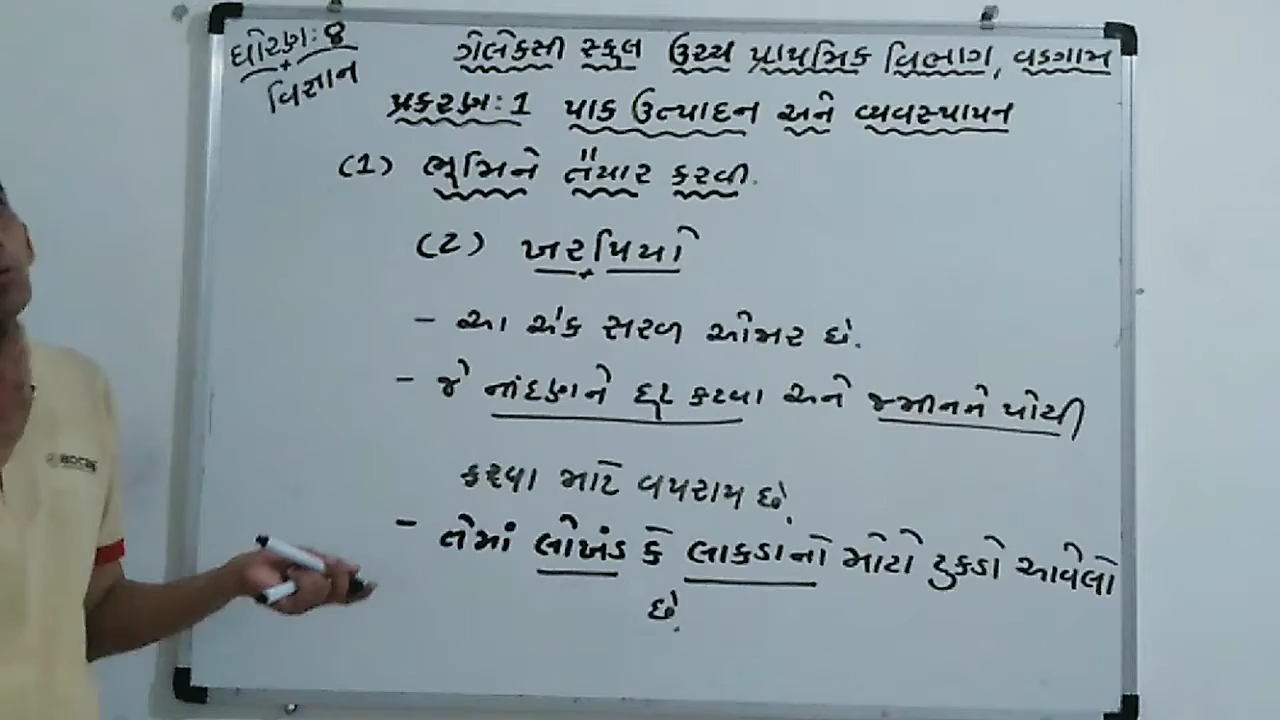 ધોરણ: 8
વિજ્ઞાન
ગેલેક્સી સ્કૂલ ઉચ્ચ પ્રાથમિક વિભાગ, વડગામ
પ્રકરણ: 1 પાક ઉત્પાદન અને વ્યવસ્થાપન
(1) ભૂમિને તૈયાર કરવી.
(2) ખરપિયો
- આ એક સરળ ઓજાર છે.
- જે નીંદણને દૂર કરવા અને જમીનને પોચી
કરવા માટે વપરાય છે.
- તેમાં લોખંડ કે લાકડાનો મોટો ટુકડો આવેલો
છે.